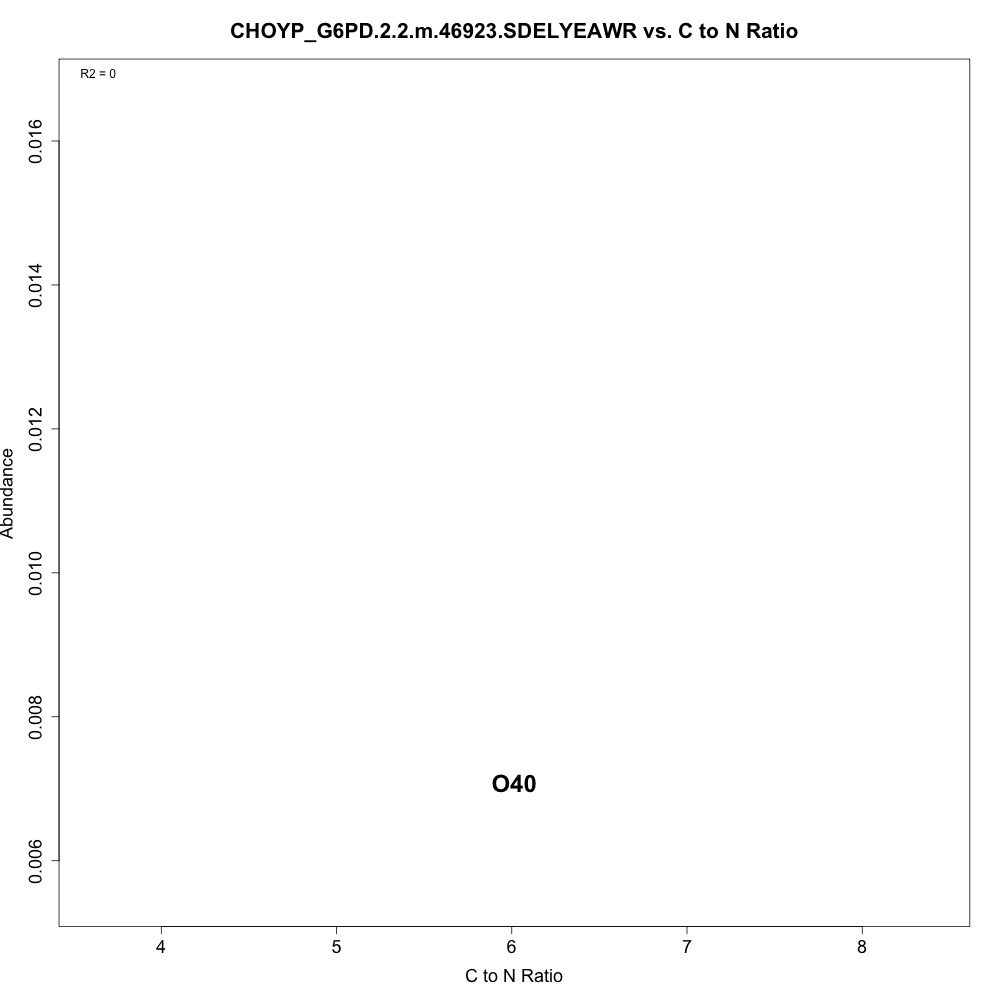 CHOYP_G6PD.2.2.m.46923.SDELYEAWR vs. C to N Ratio
R2 = 0
0.016
0.014
0.012
0.010
0.008
0.006
Abundance
O40
4 5 6 7 8
C to N Ratio